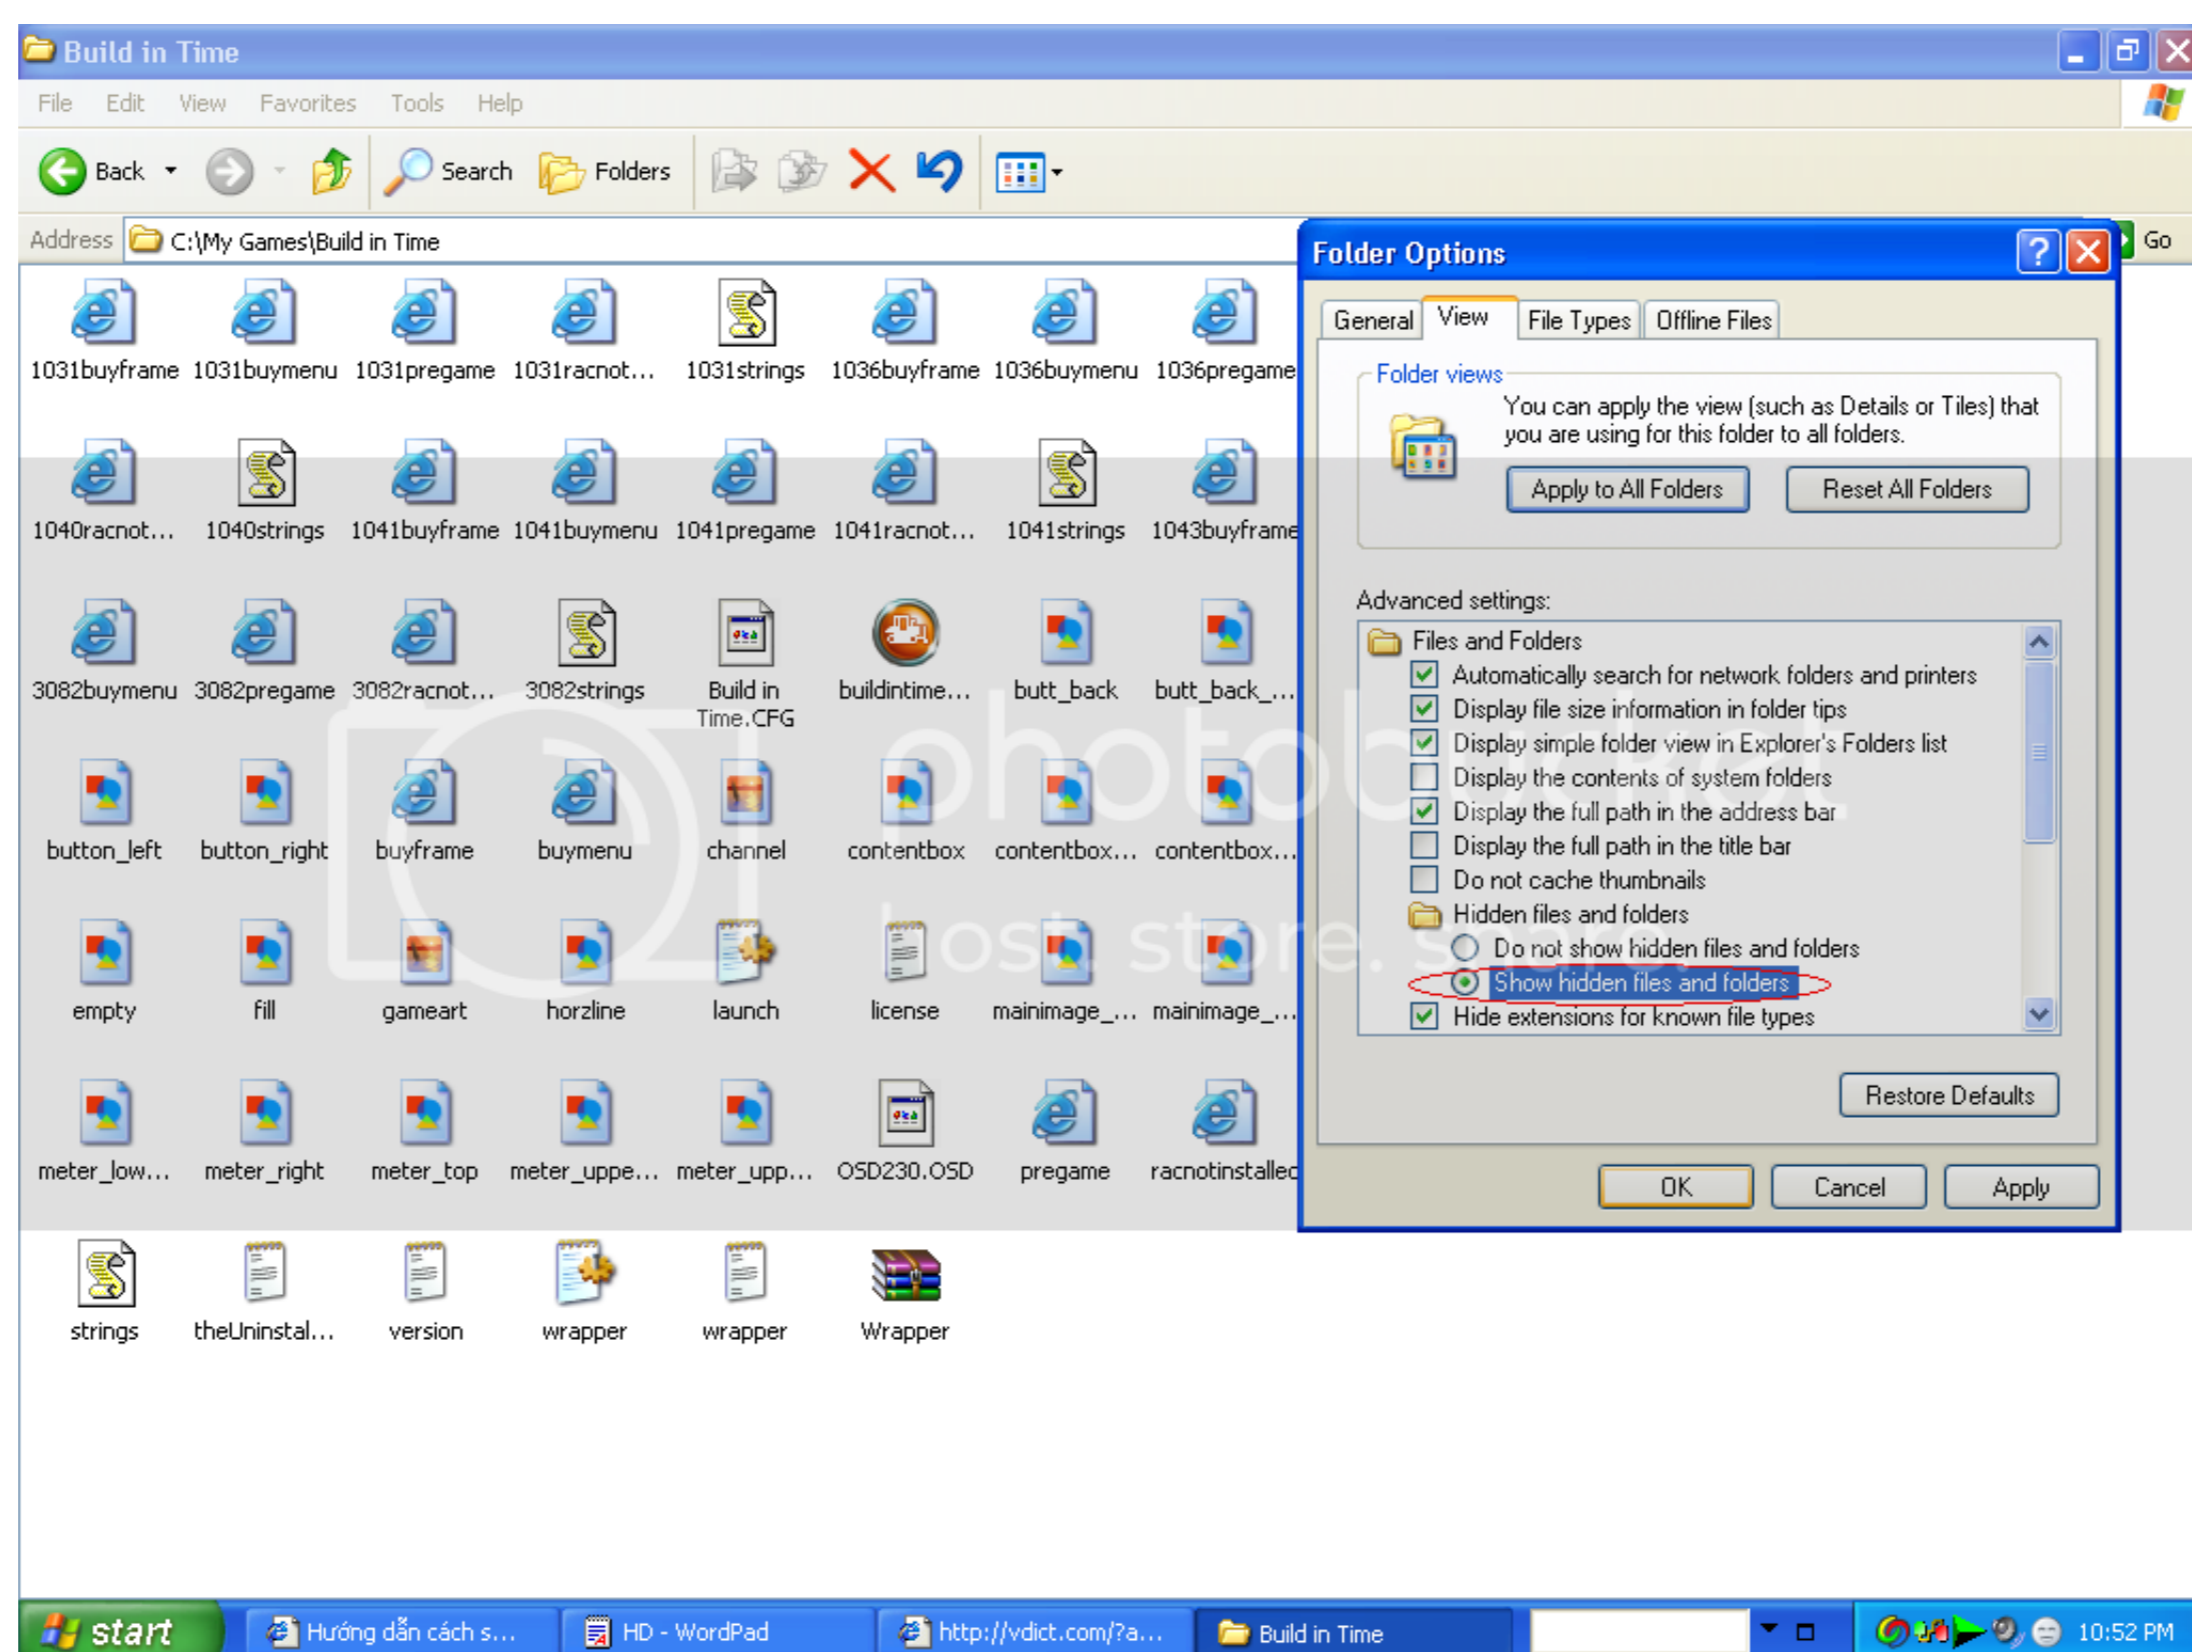 Build in Time
File Edit View Favorites Tools Help
Back Search Folders
Address C:\My Games\Build in Time Go
1031buyframe 1031buymenu 1031pregame 1031racnot... 1031strings 1036buyframe 1036buymenu 1036pregame
1040racnot... 1040strings 1041buyframe 1041buymenu 1041pregame 1041racnot... 1041strings 1043buyframe
3082buymenu 3082pregame 3082racnot... 3082strings Build in Time.CFG buildintime... butt_back butt_back_...
button_left button_right buyframe buymenu channel contentbox contentbox... contentbox...
empty fill gameart horzline launch license mainimage_... mainimage_...
meter_low... meter_right meter_top meter_uppe... meter_upp... OSD230.OSD pregame racnotinstalled
strings theUninstal... version wrapper wrapper Wrapper
Folder Options
General View File Types Offline Files
Folder views
You can apply the view (such as Details or Tiles) that
you are using for this folder to all folders.
Apply to All Folders Reset All Folders
Advanced settings:
Files and Folders
Automatically search for network folders and printers
Display file size information in folder tips
Display simple folder view in Explorer's Folders list
Display the contents of system folders
Display the full path in the address bar
Display the full path in the title bar
Do not cache thumbnails
Hidden files and folders
Do not show hidden files and folders
Show hidden files and folders
Hide extensions for known file types
Restore Defaults
OK Cancel Apply
photobucket
host. store. share.
start Hướng dẫn cách s... HD - WordPad http://vdict.com/?a... Build in Time 10:52 PM